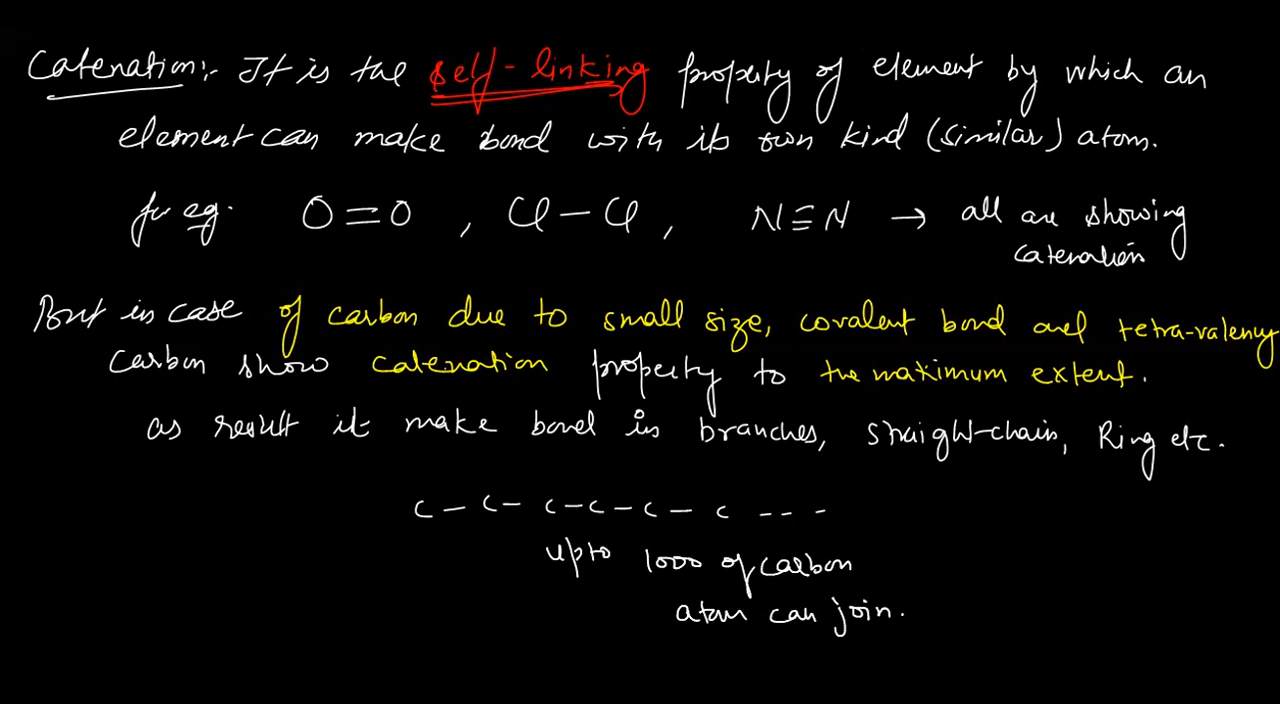 Catenation:- It is the self-linking property of element by which an
element can make bond with its own kind (similar) atom.
for eg. O=O , Cl-Cl , N≡N → all are showing
catenation
But in case of carbon due to small size, covalent bond and tetra-valency
carbon show catenation property to the maximum extent.
as result it make bond in branches, straight-chain, Ring etc.
C - C - C - C - C - C - - -
upto 1000 of carbon
atom can join.